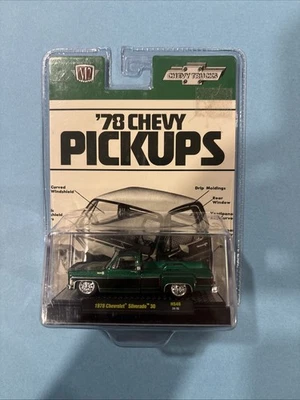 M2
CHEVY TRUCKS
'78 CHEVY
PICKUPS
Curved
Windshield
Drip Moldings
Rear
Window
1978 Chevrolet Silverado 30